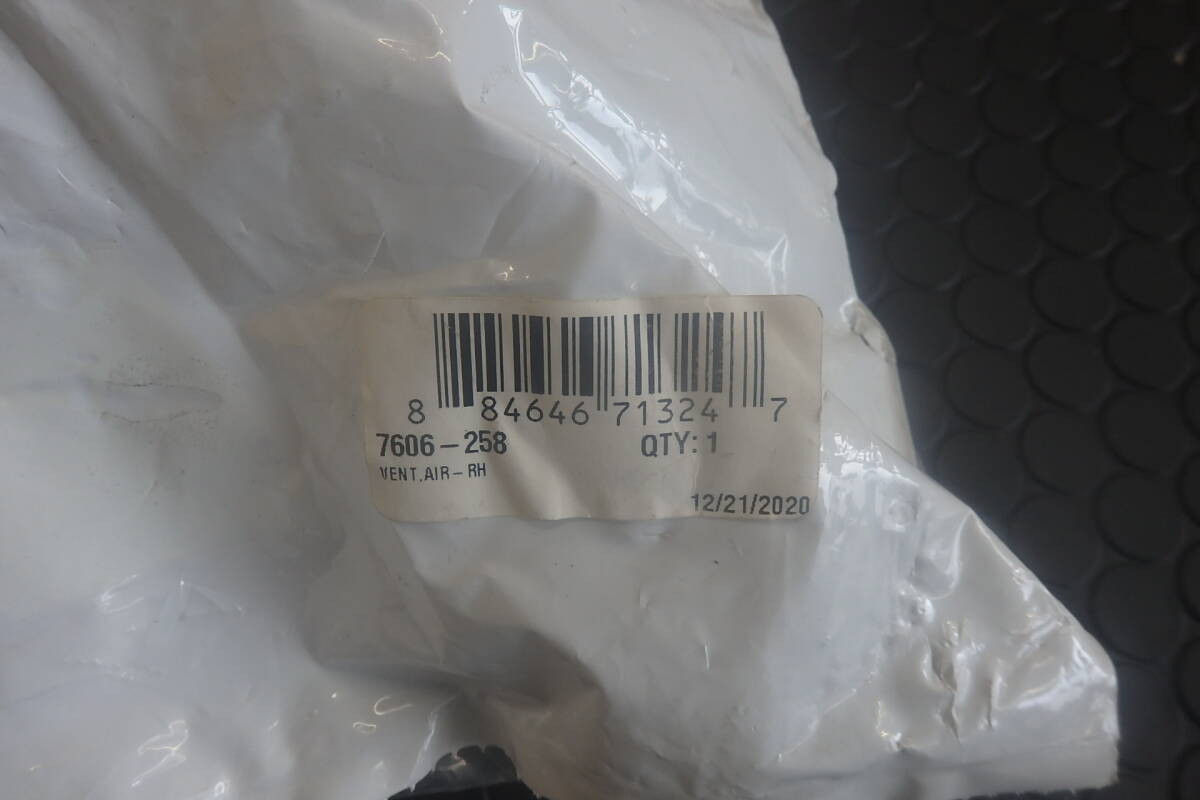 8 84646 71324 7
7606-258 QTY: 1
VENT,AIR-RH
12/21/2020